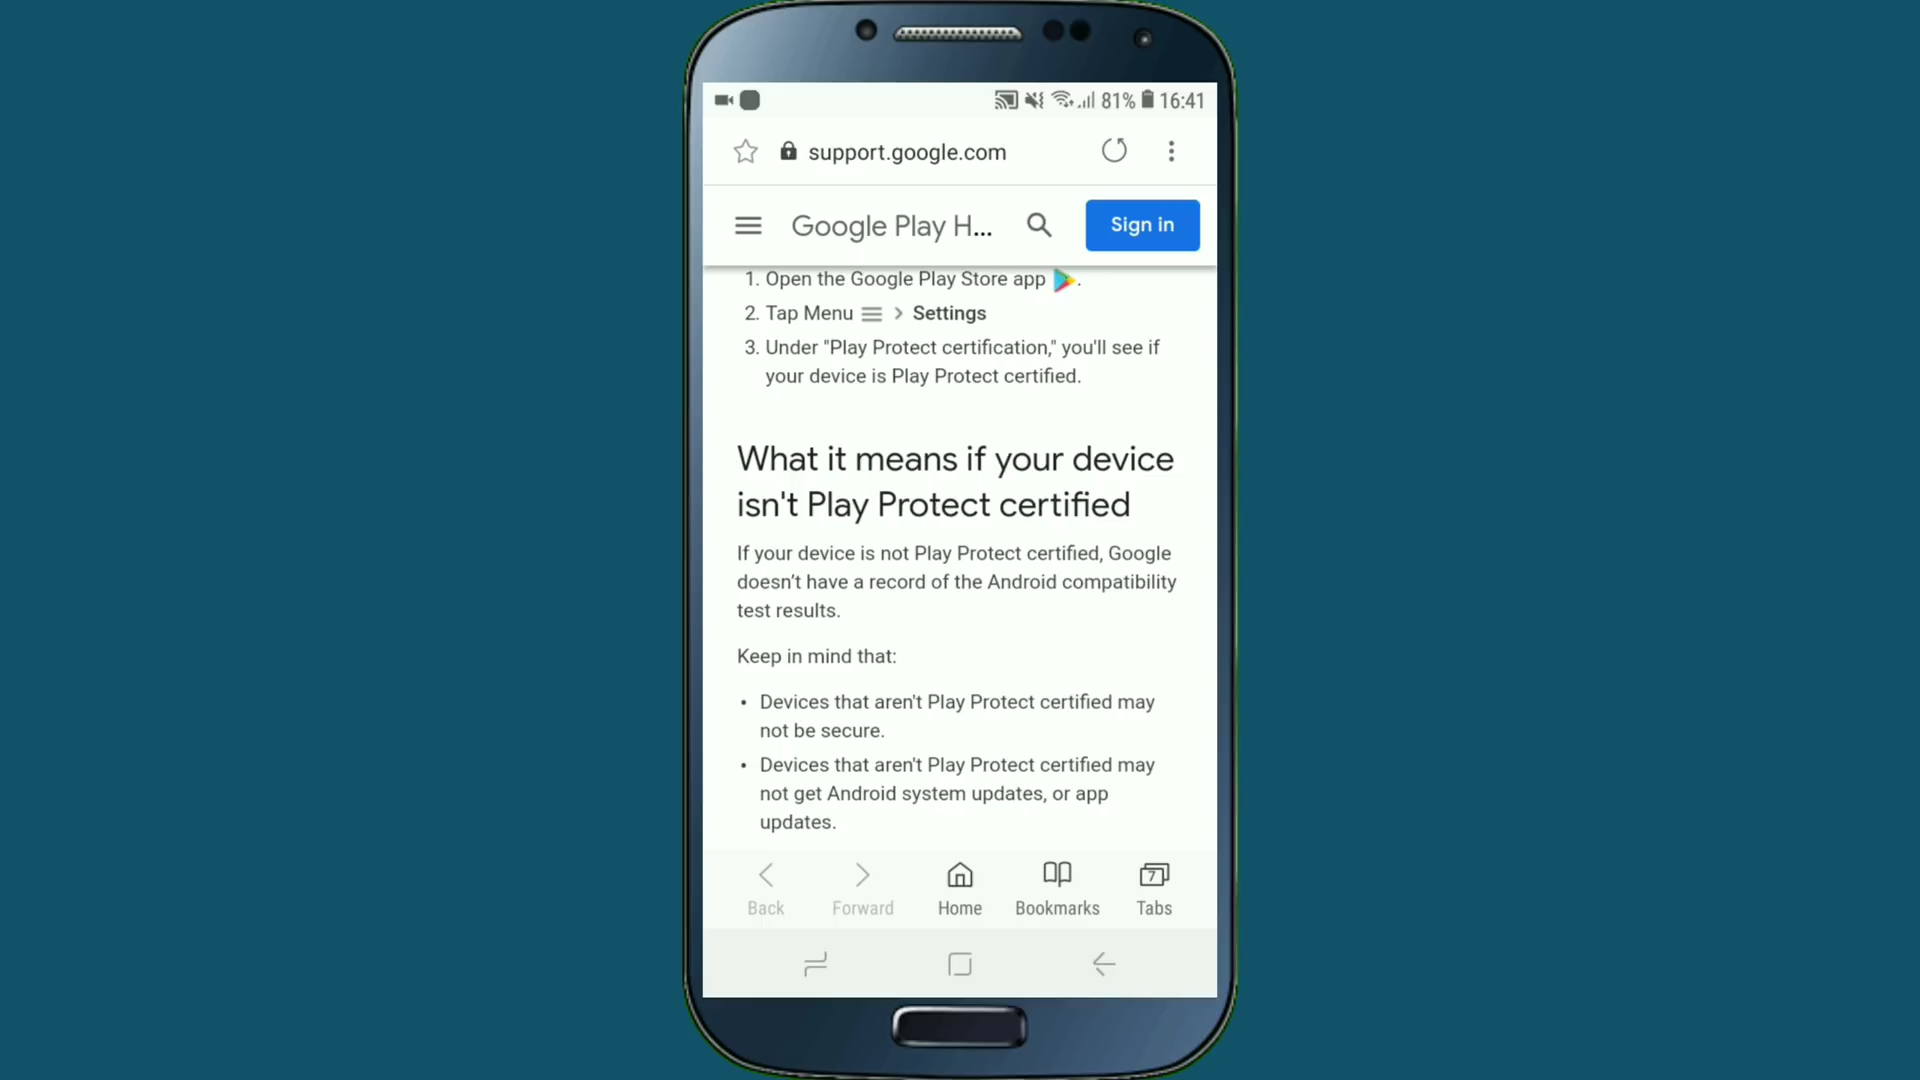 81% 16:41
support.google.com
Google Play H...
Sign in
1. Open the Google Play Store app .
2. Tap Menu > Settings
3. Under "Play Protect certification," you'll see if
your device is Play Protect certified.
What it means if your device
isn't Play Protect certified
If your device is not Play Protect certified, Google
doesn’t have a record of the Android compatibility
test results.
Keep in mind that:
• Devices that aren't Play Protect certified may
not be secure.
• Devices that aren't Play Protect certified may
not get Android system updates, or app
updates.
7
Back Forward Home Bookmarks Tabs